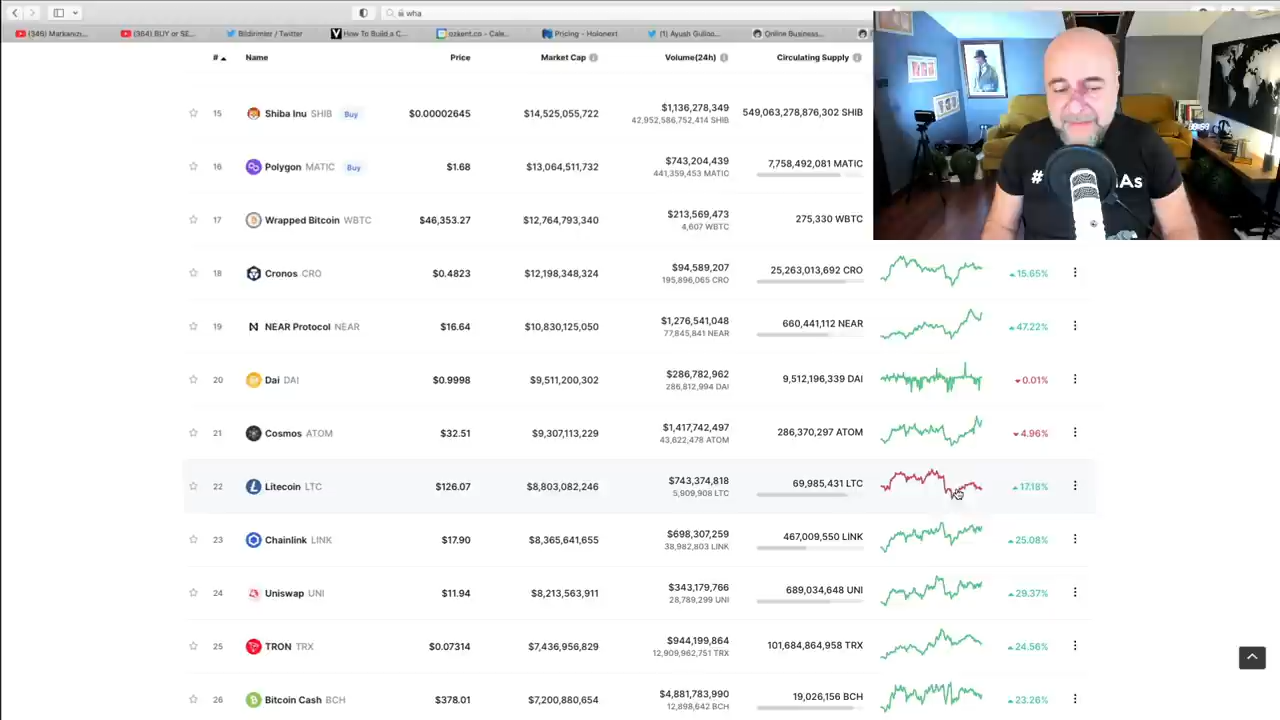 wha
(346) Markanızı...
(364) BUY or SE...
Bildirimler / Twitter
How To Build a C...
ozkent.co - Cale...
Pricing - Holonext
(1) Ayush Guloo...
Online Business...
# Name Price Market Cap Volume(24h) Circulating Supply
15 Shiba Inu SHIB Buy $0.00002645 $14,525,055,722 $1,136,278,349 549,063,278,876,302 SHIB
42,952,586,752,414 SHIB
16 Polygon MATIC Buy $1.68 $13,064,511,732 $743,204,439 7,758,492,081 MATIC
441,359,453 MATIC
17 Wrapped Bitcoin WBTC $46,353.27 $12,764,793,340 $213,569,473 275,330 WBTC
4,607 WBTC
18 Cronos CRO $0.4823 $12,198,348,324 $94,589,207 25,263,013,692 CRO 15.65%
195,896,065 CRO
19 NEAR Protocol NEAR $16.64 $10,830,125,050 $1,276,541,048 660,441,112 NEAR 47.22%
77,845,841 NEAR
20 Dai DAI $0.9998 $9,511,200,302 $286,782,962 9,512,196,339 DAI 0.01%
286,812,994 DAI
21 Cosmos ATOM $32.51 $9,307,113,229 $1,417,742,497 286,370,297 ATOM 4.96%
43,622,478 ATOM
22 Litecoin LTC $126.07 $8,803,082,246 $743,374,818 69,985,431 LTC 17.18%
5,909,908 LTC
23 Chainlink LINK $17.90 $8,365,641,655 $698,307,259 467,009,550 LINK 25.08%
38,982,803 LINK
24 Uniswap UNI $11.94 $8,213,563,911 $343,179,766 689,034,648 UNI 29.37%
28,789,299 UNI
25 TRON TRX $0.07314 $7,436,956,829 $944,199,864 101,684,864,958 TRX 24.56%
12,909,962,751 TRX
26 Bitcoin Cash BCH $378.01 $7,200,880,654 $4,881,783,990 19,026,156 BCH 23.26%
12,898,642 BCH